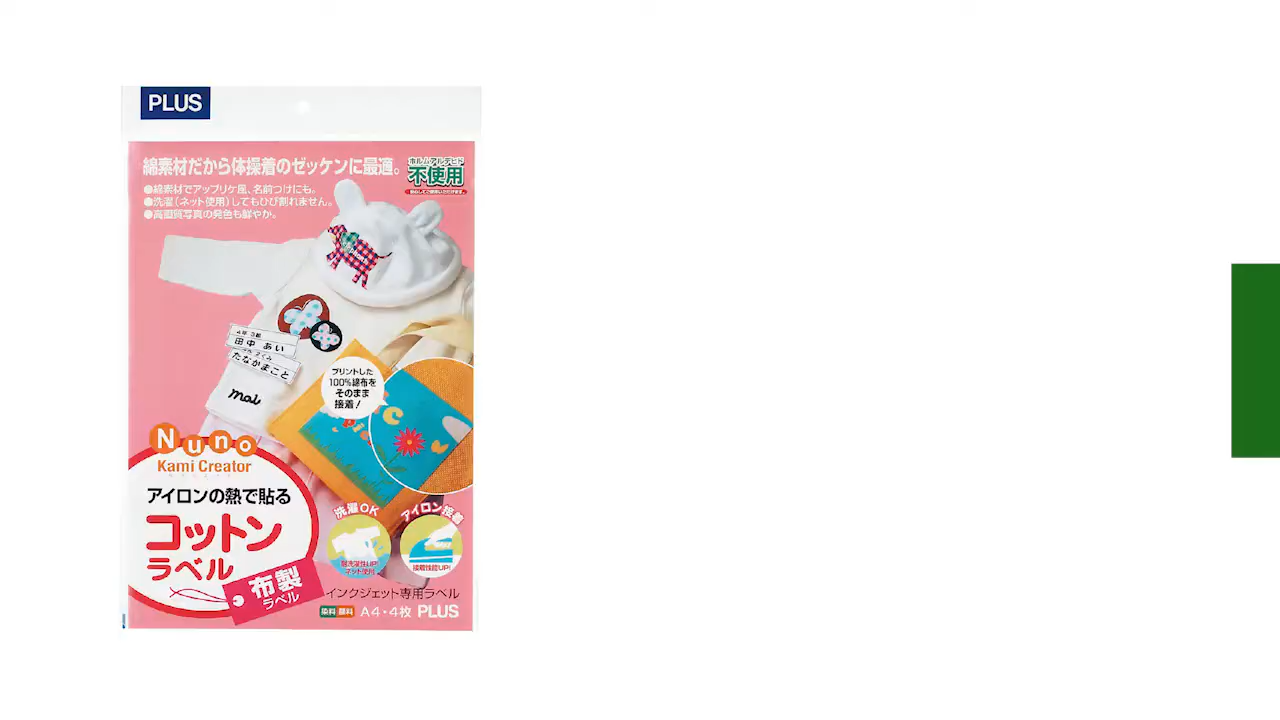 PLUS
綿素材だから体操着のゼッケンに最適。
ホルムアルデヒド
不使用
●綿素材でアップリケ風、名前つけにも。
●洗濯(ネット使用)してもひび割れません。
●高画質写真の発色も鮮やか。
田中 あい
たなかまこと
mai
プリントした
100%綿布を
そのまま
接着!
Nuno
Kami Creator
アイロンの熱で貼る
コットン
ラベル
布製
ラベル
洗濯OK
アイロン接着
接着性能UP!
インクジェット専用ラベル
染料 顔料 A4・4枚 PLUS